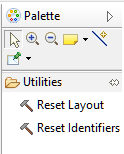 Palette
Utilities
Reset Layout
Reset Identifiers